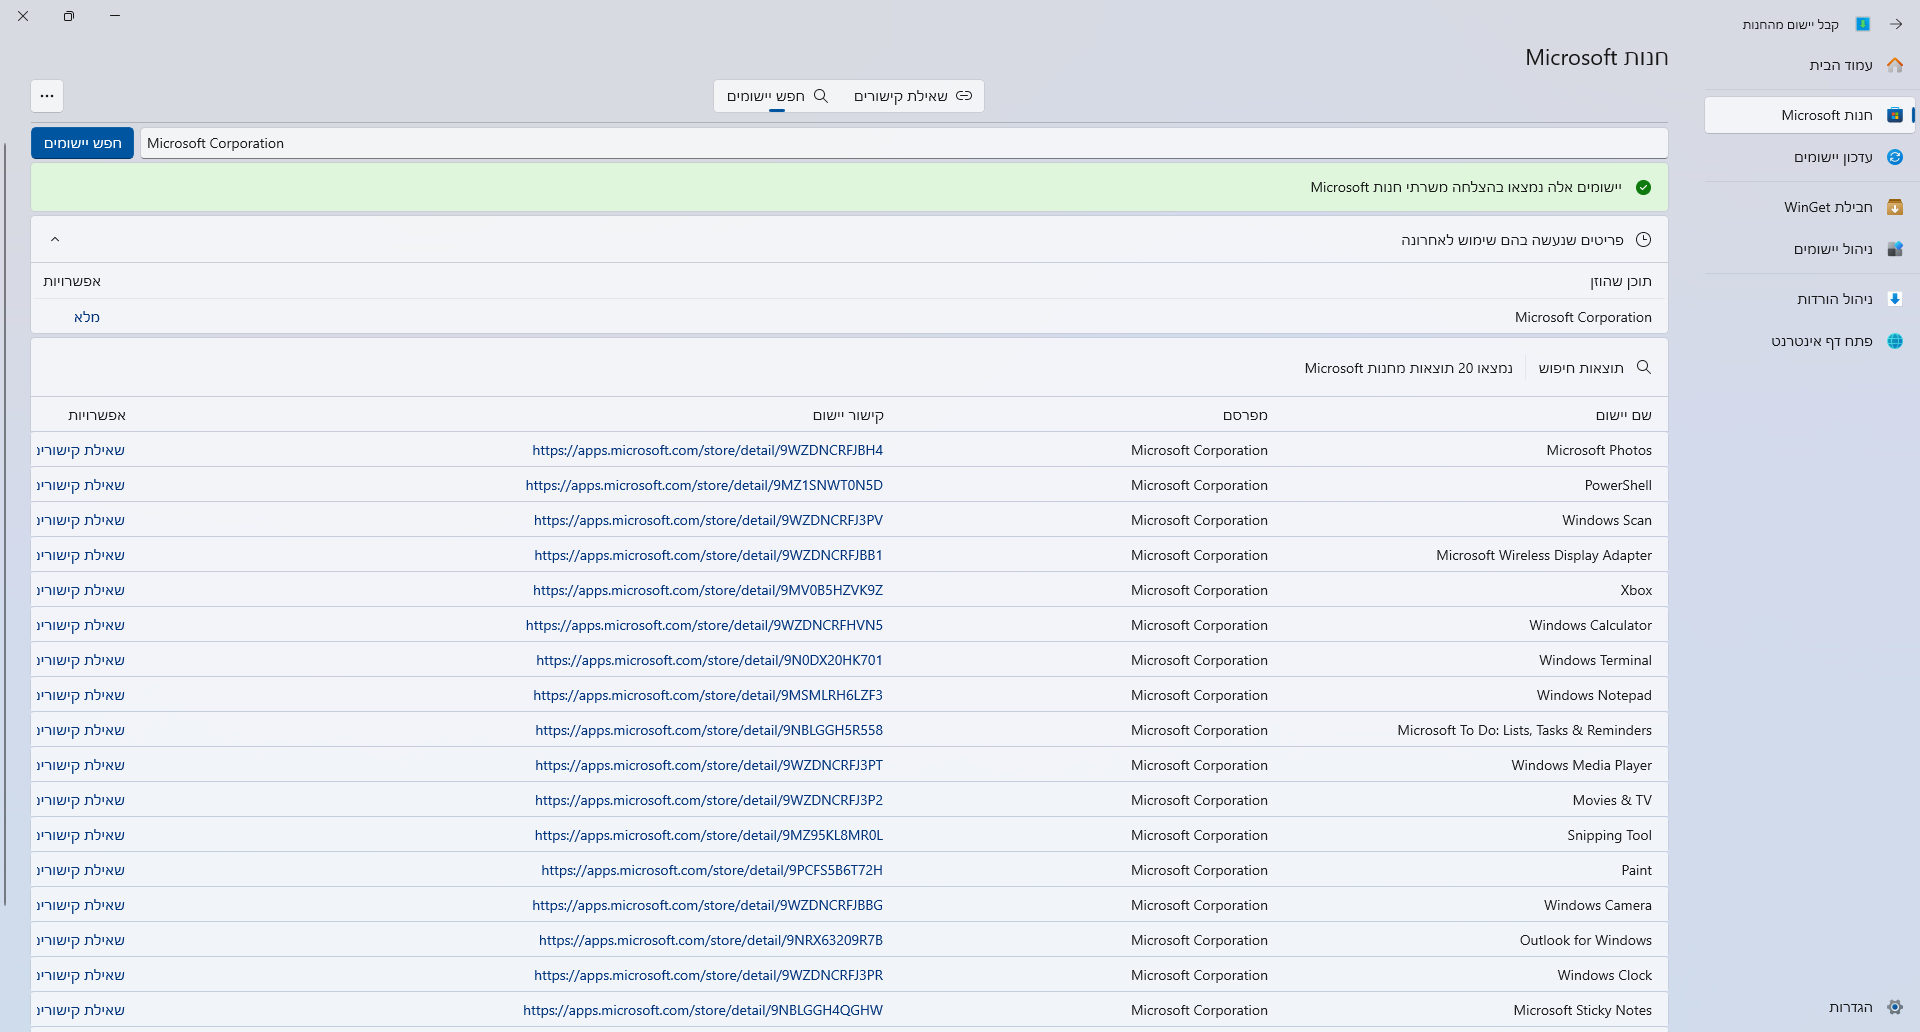 קבל יישום מהחנות
עמוד הבית
חנות Microsoft
עדכון יישומים
חבילת WinGet
ניהול יישומים
ניהול הורדות
פתח דף אינטרנט
הגדרות
חנות Microsoft
שאילת קישורים
חפש יישומים
Microsoft Corporation
חפש יישומים
יישומים אלה נמצאו בהצלחה משרתי חנות Microsoft
פריטים שנעשה בהם שימוש לאחרונה
תוכן שהוזן אפשרויות
Microsoft Corporation מלא
תוצאות חיפוש נמצאו 20 תוצאות מחנות Microsoft
שם יישום מפרסם קישור יישום אפשרויות
Microsoft Photos Microsoft Corporation https://apps.microsoft.com/store/detail/9WZDNCRFJBH4 שאילת קישורים
PowerShell Microsoft Corporation https://apps.microsoft.com/store/detail/9MZ1SNWT0N5D שאילת קישורים
Windows Scan Microsoft Corporation https://apps.microsoft.com/store/detail/9WZDNCRFJ3PV שאילת קישורים
Microsoft Wireless Display Adapter Microsoft Corporation https://apps.microsoft.com/store/detail/9WZDNCRFJBB1 שאילת קישורים
Xbox Microsoft Corporation https://apps.microsoft.com/store/detail/9MV0B5HZVK9Z שאילת קישורים
Windows Calculator Microsoft Corporation https://apps.microsoft.com/store/detail/9WZDNCRFHVN5 שאילת קישורים
Windows Terminal Microsoft Corporation https://apps.microsoft.com/store/detail/9N0DX20HK701 שאילת קישורים
Windows Notepad Microsoft Corporation https://apps.microsoft.com/store/detail/9MSMLRH6LZF3 שאילת קישורים
Microsoft To Do: Lists, Tasks & Reminders Microsoft Corporation https://apps.microsoft.com/store/detail/9NBLGGH5R558 שאילת קישורים
Windows Media Player Microsoft Corporation https://apps.microsoft.com/store/detail/9WZDNCRFJ3PT שאילת קישורים
Movies & TV Microsoft Corporation https://apps.microsoft.com/store/detail/9WZDNCRFJ3P2 שאילת קישורים
Snipping Tool Microsoft Corporation https://apps.microsoft.com/store/detail/9MZ95KL8MR0L שאילת קישורים
Paint Microsoft Corporation https://apps.microsoft.com/store/detail/9PCFS5B6T72H שאילת קישורים
Windows Camera Microsoft Corporation https://apps.microsoft.com/store/detail/9WZDNCRFJBBG שאילת קישורים
Outlook for Windows Microsoft Corporation https://apps.microsoft.com/store/detail/9NRX63209R7B שאילת קישורים
Windows Clock Microsoft Corporation https://apps.microsoft.com/store/detail/9WZDNCRFJ3PR שאילת קישורים
Microsoft Sticky Notes Microsoft Corporation https://apps.microsoft.com/store/detail/9NBLGGH4QGHW שאילת קישורים